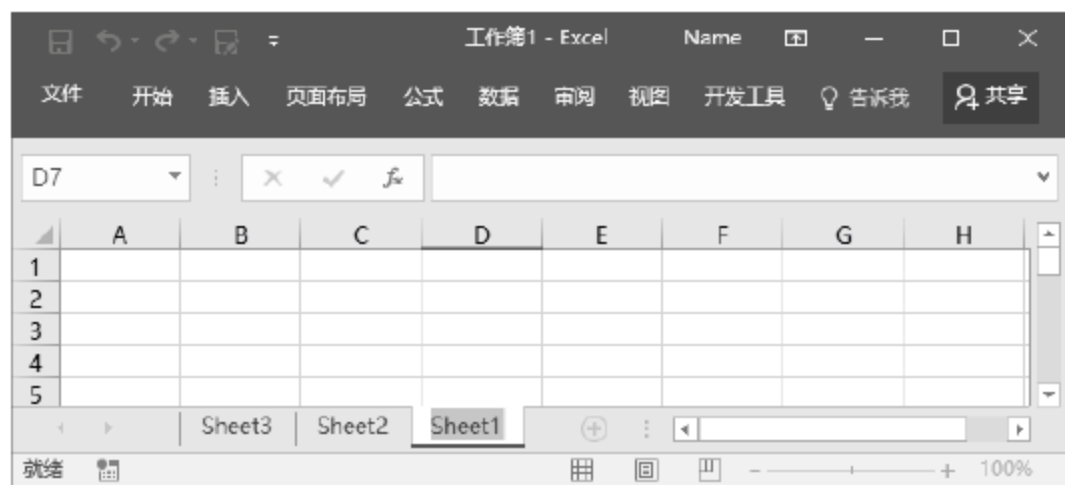 工作簿1 - Excel Name
文件 开始 插入 页面布局 公式 数据 审阅 视图 开发工具 告诉我 共享
D7 fx
A B C D E F G H
1
2
3
4
5
Sheet3 Sheet2 Sheet1
就绪 100%